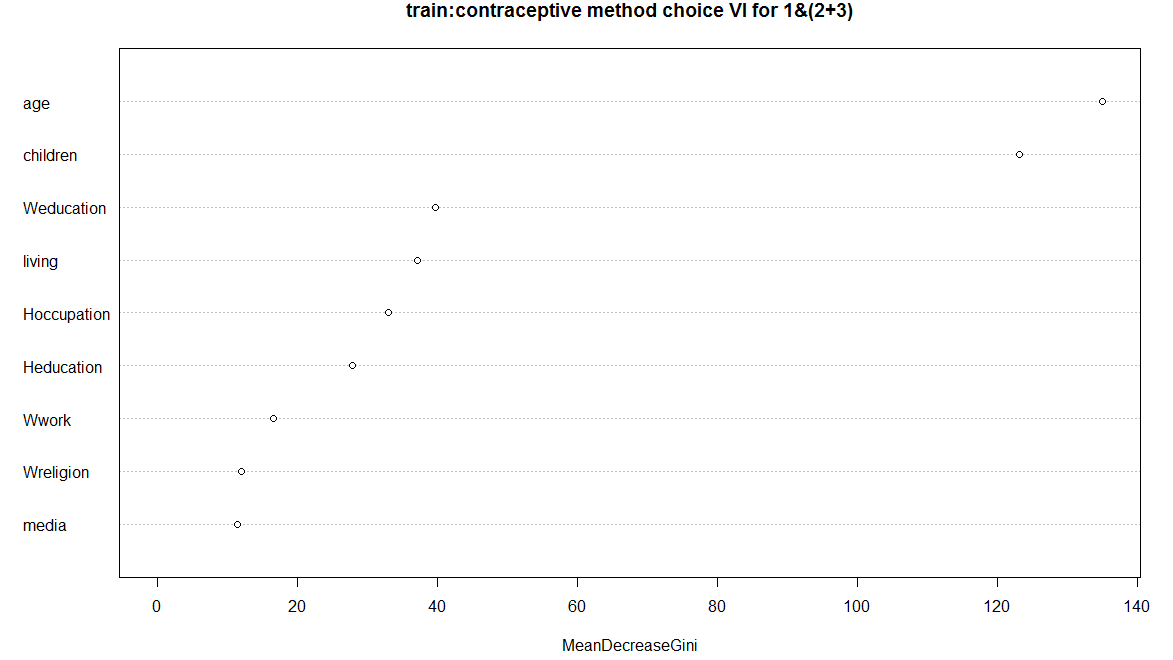 train:contraceptive method choice VI for 1&(2+3)
age
children
Weducation
living
Hoccupation
Heducation
Wwork
Wreligion
media
0 20 40 60 80 100 120 140
MeanDecreaseGini